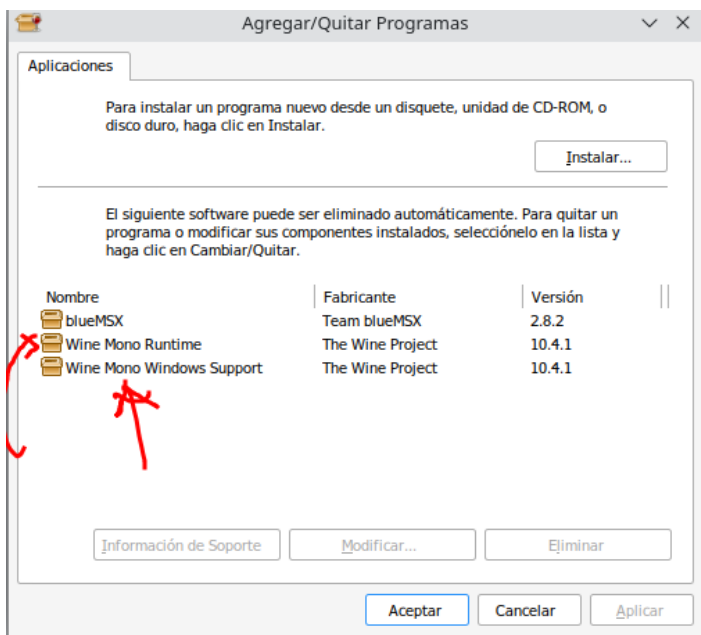 Agregar/Quitar Programas
Aplicaciones
Para instalar un programa nuevo desde un disquete, unidad de CD-ROM, o
disco duro, haga clic en Instalar.
Instalar...
El siguiente software puede ser eliminado automáticamente. Para quitar un
programa o modificar sus componentes instalados, selecciónelo en la lista y
haga clic en Cambiar/Quitar.
Nombre Fabricante Versión
blueMSX Team blueMSX 2.8.2
Wine Mono Runtime The Wine Project 10.4.1
Wine Mono Windows Support The Wine Project 10.4.1
Información de Soporte Modificar... Eliminar
Aceptar Cancelar Aplicar